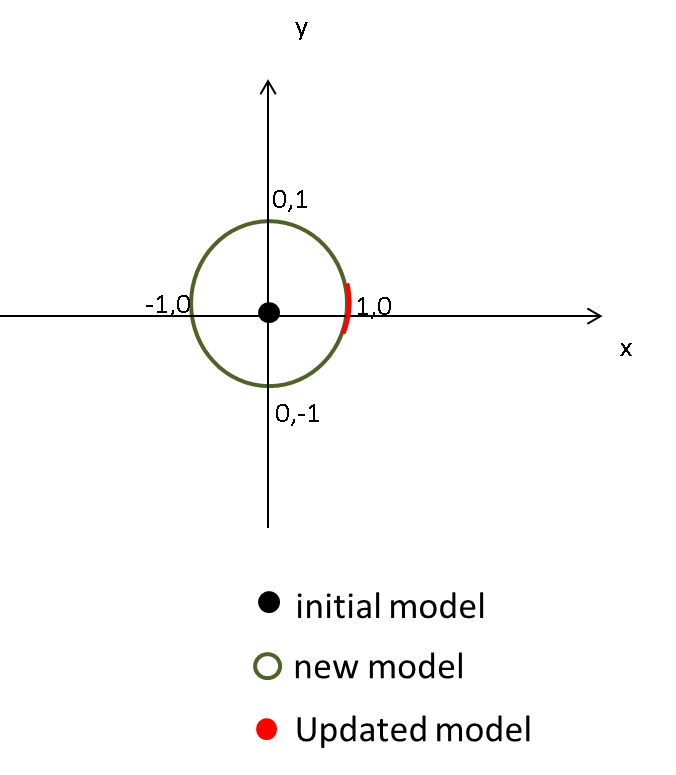 y
0,1
-1,0
1,0
x
0,-1
initial model
new model
Updated model